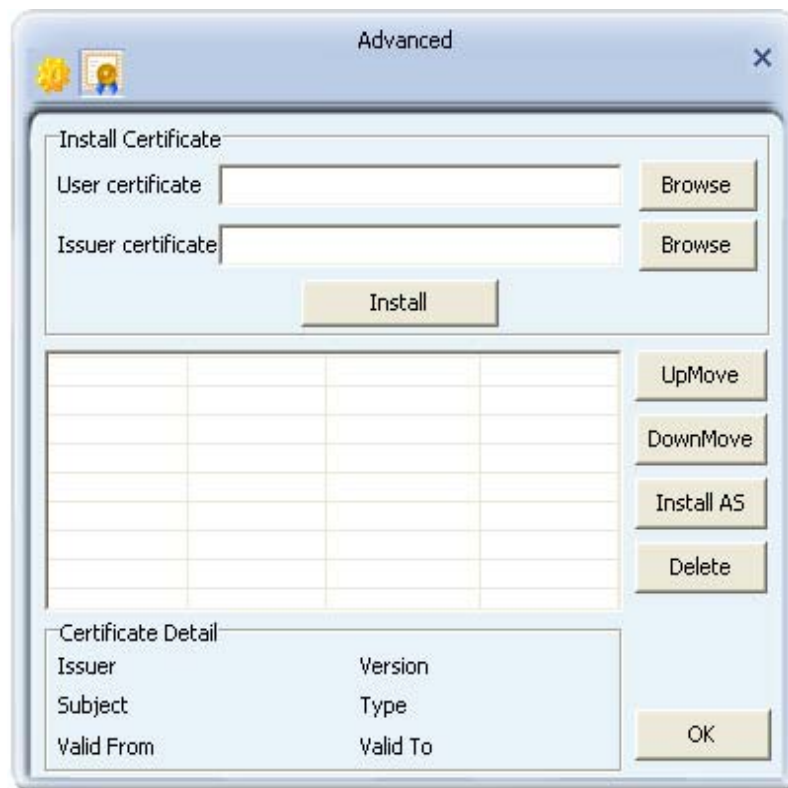 Advanced
Install Certificate
User certificate Browse
Issuer certificate Browse
Install
UpMove
DownMove
Install AS
Delete
Certificate Detail
Issuer Version
Subject Type
Valid From Valid To
OK